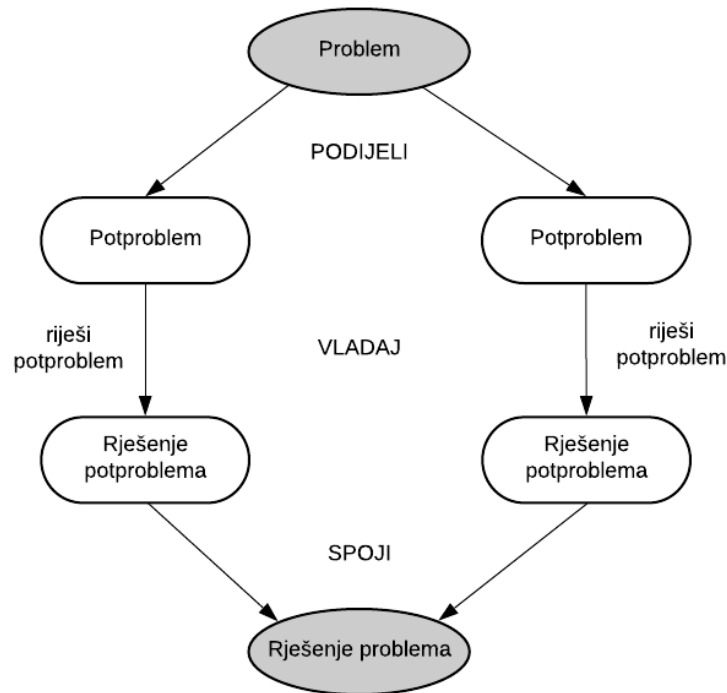 Problem
PODIJELI
Potproblem
Potproblem
riješi
potproblem
VLADAJ
riješi
potproblem
Rješenje
potproblema
Rješenje
potproblema
SPOJI
Rješenje problema